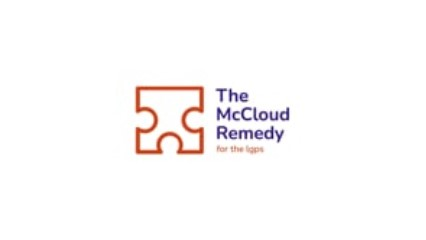 The
McCloud
Remedy
for the lgps